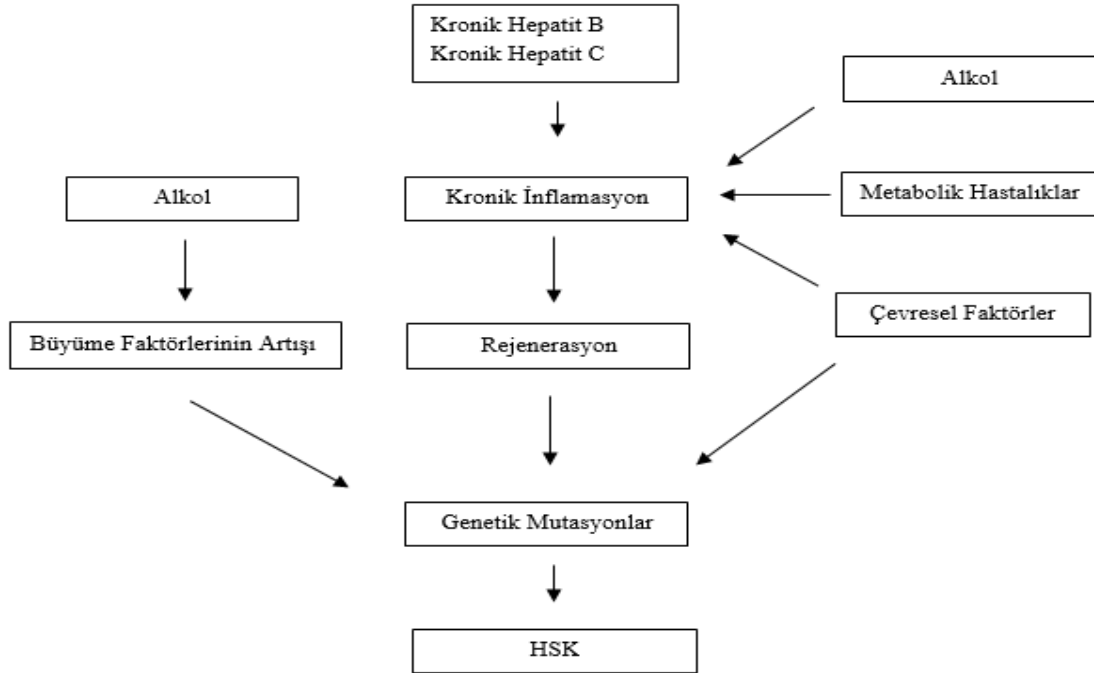 Kronik Hepatit B
Kronik Hepatit C
Alkol
Alkol
Kronik İnflamasyon
Metabolik Hastalıklar
Büyüme Faktörlerinin Artışı
Rejenerasyon
Çevresel Faktörler
Genetik Mutasyonlar
HSK